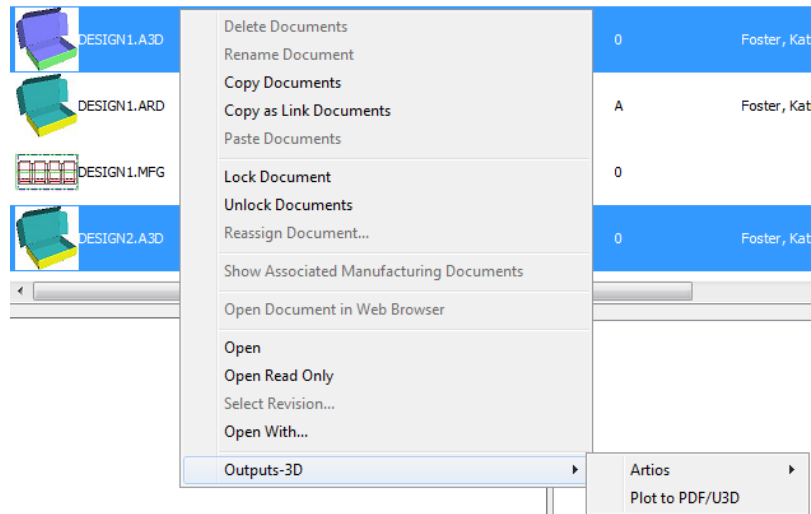 DESIGN1.A3D
0
Foster, Kat
DESIGN1.ARD
A
Foster, Kat
DESIGN1.MFG
0
DESIGN2.A3D
0
Foster, Kat
Delete Documents
Rename Document
Copy Documents
Copy as Link Documents
Paste Documents
Lock Document
Unlock Documents
Reassign Document...
Show Associated Manufacturing Documents
Open Document in Web Browser
Open
Open Read Only
Select Revision...
Open With...
Outputs-3D
Artios
Plot to PDF/U3D